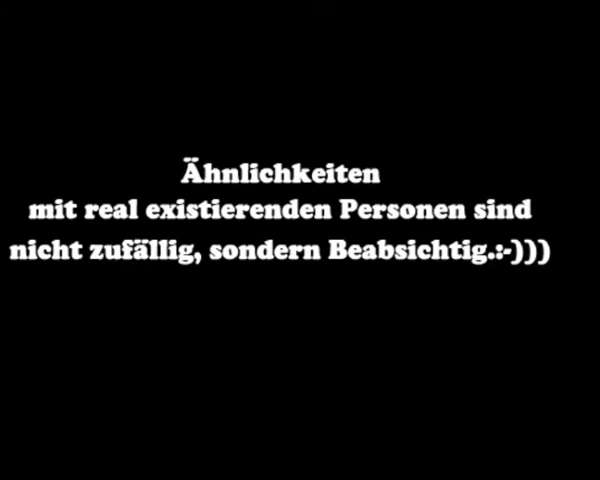 Ähnlichkeiten
mit real existierenden Personen sind
nicht zufällig, sondern Beabsichtig.:-)))